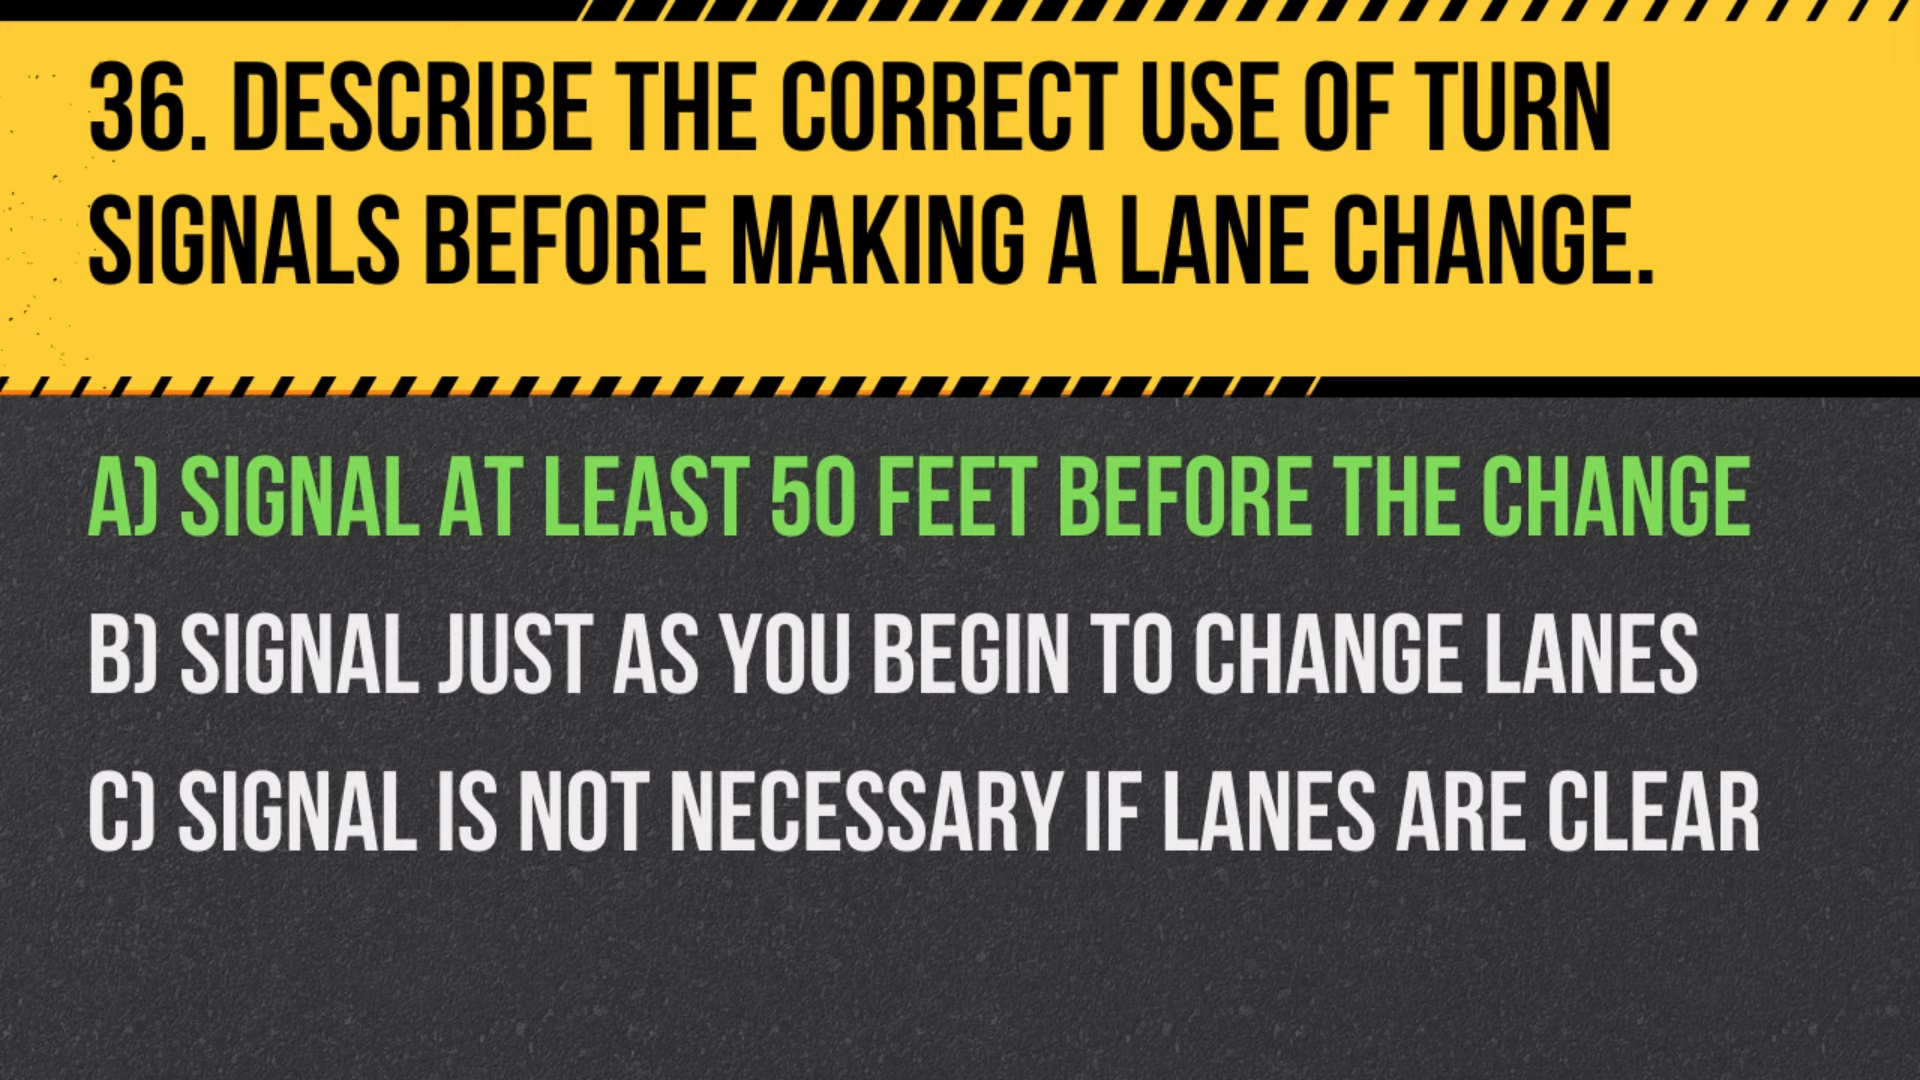 36. DESCRIBE THE CORRECT USE OF TURN
SIGNALS BEFORE MAKING A LANE CHANGE.
A) SIGNAL AT LEAST 50 FEET BEFORE THE CHANGE
B) SIGNAL JUST AS YOU BEGIN TO CHANGE LANES
C) SIGNAL IS NOT NECESSARY IF LANES ARE CLEAR